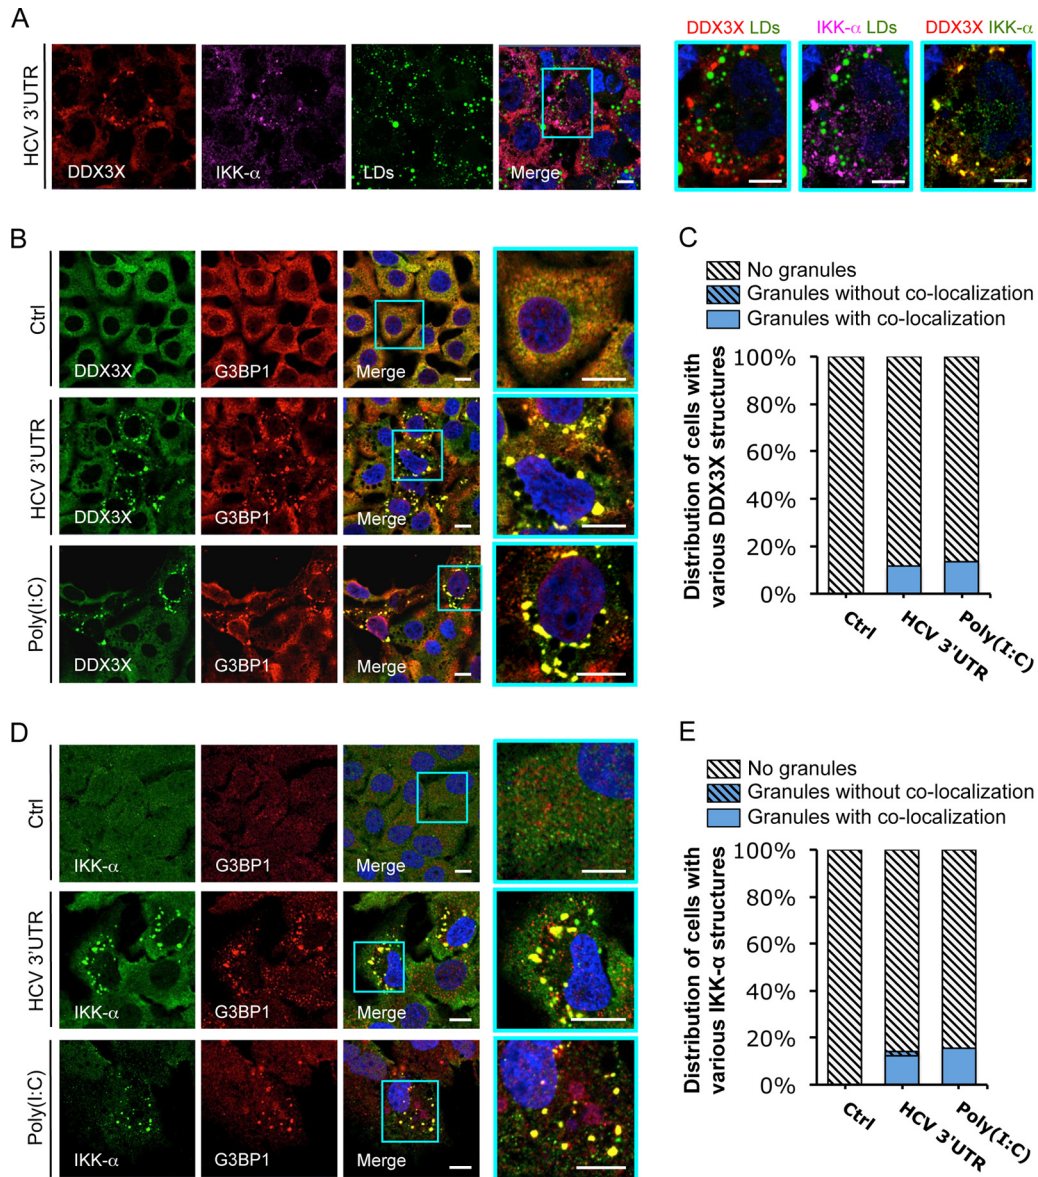 A
HCV 3'UTR
DDX3X
IKK-α
LDs
Merge
DDX3X LDs
IKK-α LDs
DDX3X IKK-α
B
Ctrl
DDX3X
G3BP1
Merge
HCV 3'UTR
DDX3X
G3BP1
Merge
Poly(I:C)
DDX3X
G3BP1
Merge
C
No granules
Granules without co-localization
Granules with co-localization
Distribution of cells with
various DDX3X structures
100%
80%
60%
40%
20%
0%
Ctrl
HCV 3'UTR
Poly(I:C)
D
Ctrl
IKK-α
G3BP1
Merge
HCV 3'UTR
IKK-α
G3BP1
Merge
Poly(I:C)
IKK-α
G3BP1
Merge
E
No granules
Granules without co-localization
Granules with co-localization
Distribution of cells with
various IKK-α structures
100%
80%
60%
40%
20%
0%
Ctrl
HCV 3'UTR
Poly(I:C)